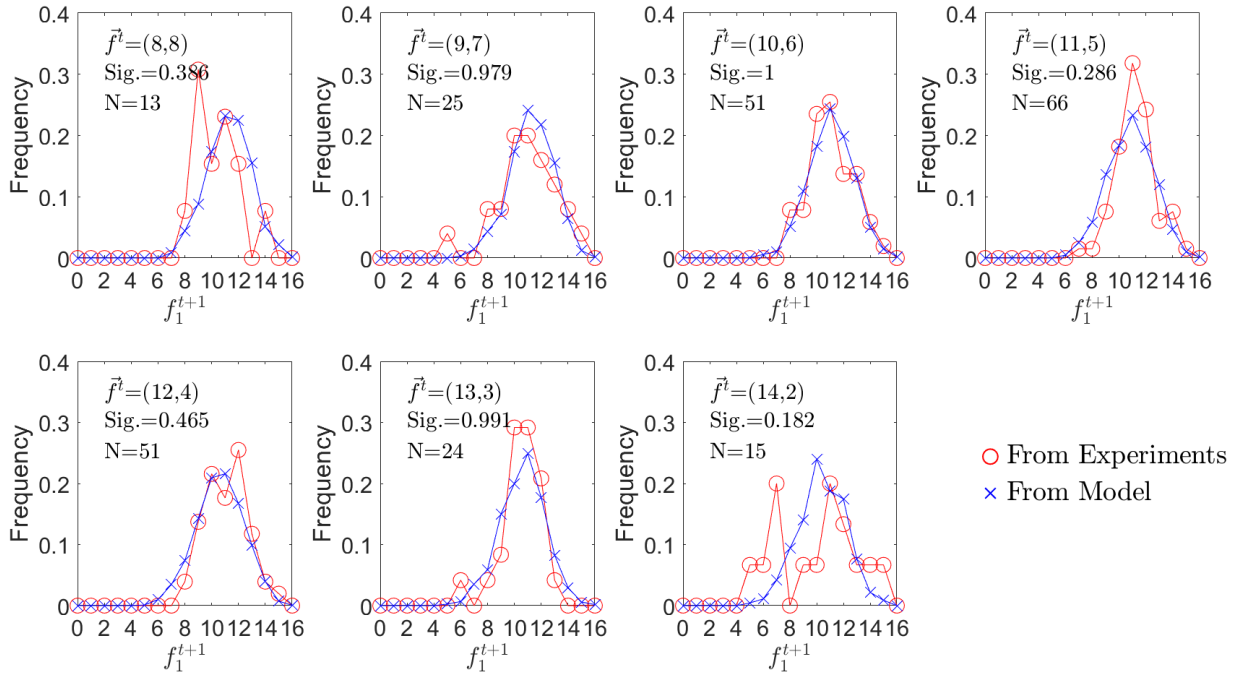 0.4
0.3
0.2
0.1
0
Frequency
f⃗ᵗ=(8,8)
Sig.=0.386
N=13
0 2 4 6 8 10 12 14 16
f₁ᵗ⁺¹
0.4
0.3
0.2
0.1
0
Frequency
f⃗ᵗ=(9,7)
Sig.=0.979
N=25
0 2 4 6 8 10 12 14 16
f₁ᵗ⁺¹
0.4
0.3
0.2
0.1
0
Frequency
f⃗ᵗ=(10,6)
Sig.=1
N=51
0 2 4 6 8 10 12 14 16
f₁ᵗ⁺¹
0.4
0.3
0.2
0.1
0
Frequency
f⃗ᵗ=(11,5)
Sig.=0.286
N=66
0 2 4 6 8 10 12 14 16
f₁ᵗ⁺¹
0.4
0.3
0.2
0.1
0
Frequency
f⃗ᵗ=(12,4)
Sig.=0.465
N=51
0 2 4 6 8 10 12 14 16
f₁ᵗ⁺¹
0.4
0.3
0.2
0.1
0
Frequency
f⃗ᵗ=(13,3)
Sig.=0.991
N=24
0 2 4 6 8 10 12 14 16
f₁ᵗ⁺¹
0.4
0.3
0.2
0.1
0
Frequency
f⃗ᵗ=(14,2)
Sig.=0.182
N=15
0 2 4 6 8 10 12 14 16
f₁ᵗ⁺¹
From Experiments
From Model